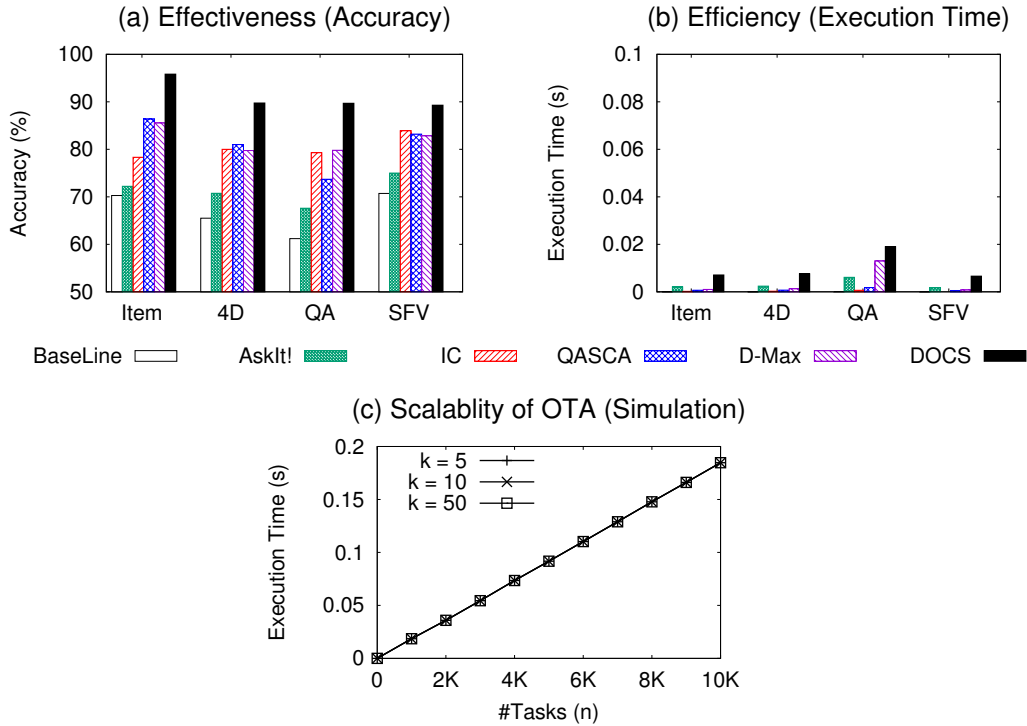 (a) Effectiveness (Accuracy)
Accuracy (%)
100
90
80
70
60
50
Item 4D QA SFV
(b) Efficiency (Execution Time)
Execution Time (s)
0.1
0.08
0.06
0.04
0.02
0
Item 4D QA SFV
BaseLine AskIt! IC QASCA D-Max DOCS
(c) Scalablity of OTA (Simulation)
Execution Time (s)
0.2
0.15
0.1
0.05
0
k = 5
k = 10
k = 50
0 2K 4K 6K 8K 10K
#Tasks (n)